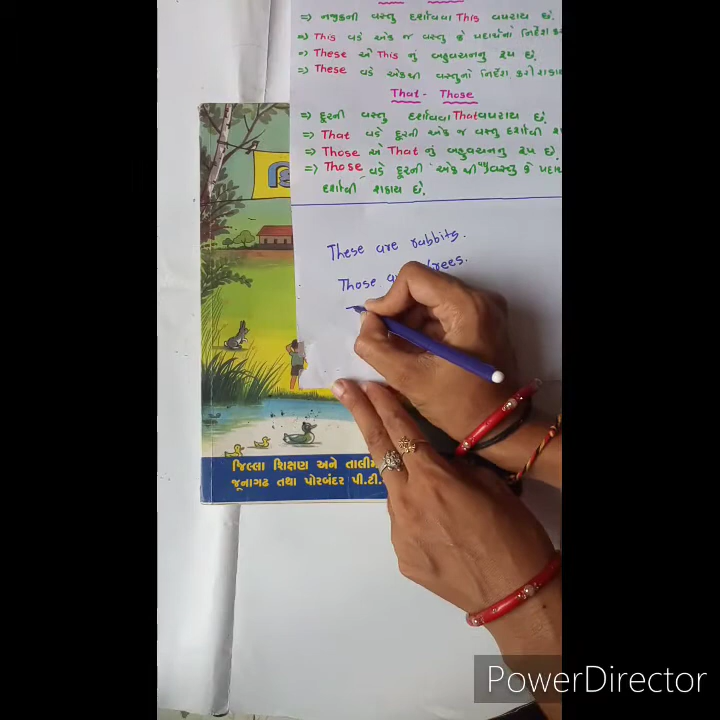 => નજીકની વસ્તુ દર્શાવવા This વપરાય છે.
=> This વડે એક જ વસ્તુ કે પદાર્થનો નિર્દેશ
=> These એ This નું બહુવચનનુ રૂપ છે.
=> These વડે એકથી વસ્તુનો નિર્દેશ કરી શકાય
That - Those
=> દૂરની વસ્તુ દર્શાવવા That વપરાય છે.
=> That વડે દૂરની એક જ વસ્તુ દર્શાવી
=> Those એ That નું બહુવચનનુ રૂપ છે.
=> Those વડે દૂરની એક થી વધુ વસ્તુ કે
દર્શાવી શકાય છે.
These are rabbits.
Those
જિલ્લા શિક્ષણ અને
જૂનાગઢ તથા પોરબંદર પી.ટી.
PowerDirector